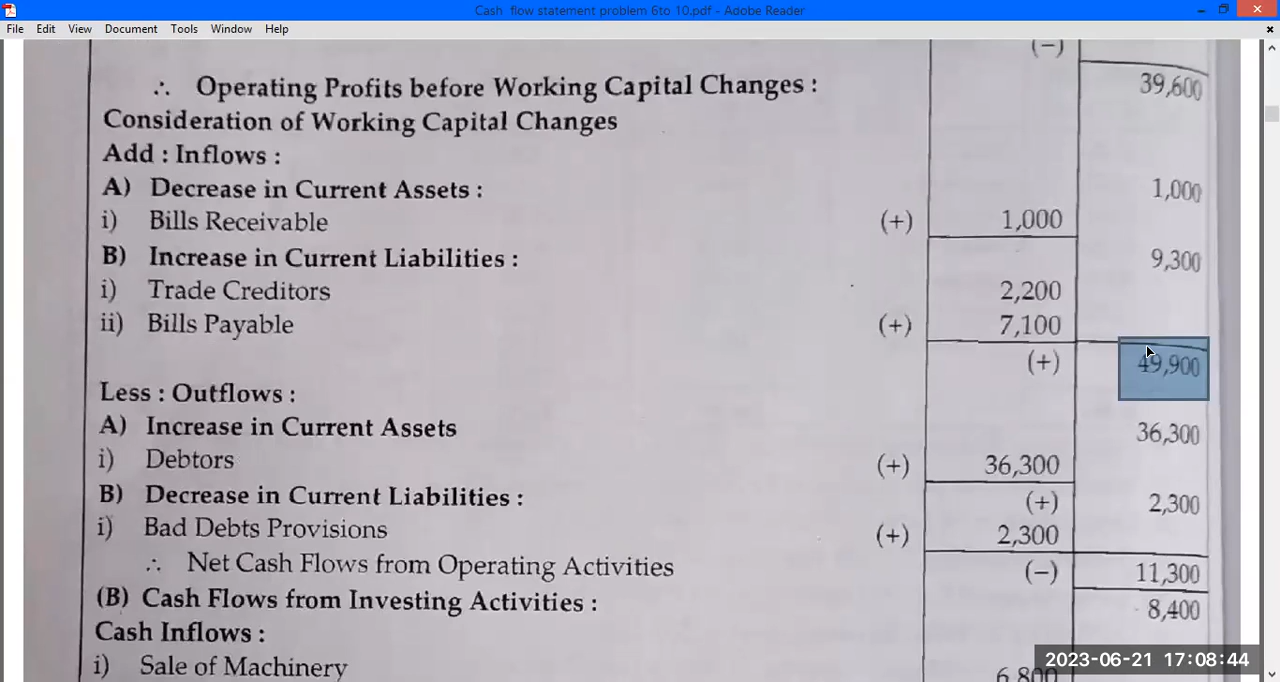 Cash flow statement problem 6to 10.pdf - Adobe Reader
File Edit View Document Tools Window Help
(-)
∴ Operating Profits before Working Capital Changes : 39,600
Consideration of Working Capital Changes
Add : Inflows :
A) Decrease in Current Assets : 1,000
i) Bills Receivable (+) 1,000
B) Increase in Current Liabilities : 9,300
i) Trade Creditors 2,200
ii) Bills Payable (+) 7,100
(+) 49,900
Less : Outflows :
A) Increase in Current Assets 36,300
i) Debtors (+) 36,300
B) Decrease in Current Liabilities : (+) 2,300
i) Bad Debts Provisions (+) 2,300
∴ Net Cash Flows from Operating Activities (-) 11,300
(B) Cash Flows from Investing Activities : 8,400
Cash Inflows :
i) Sale of Machinery 6,800
2023-06-21 17:08:44